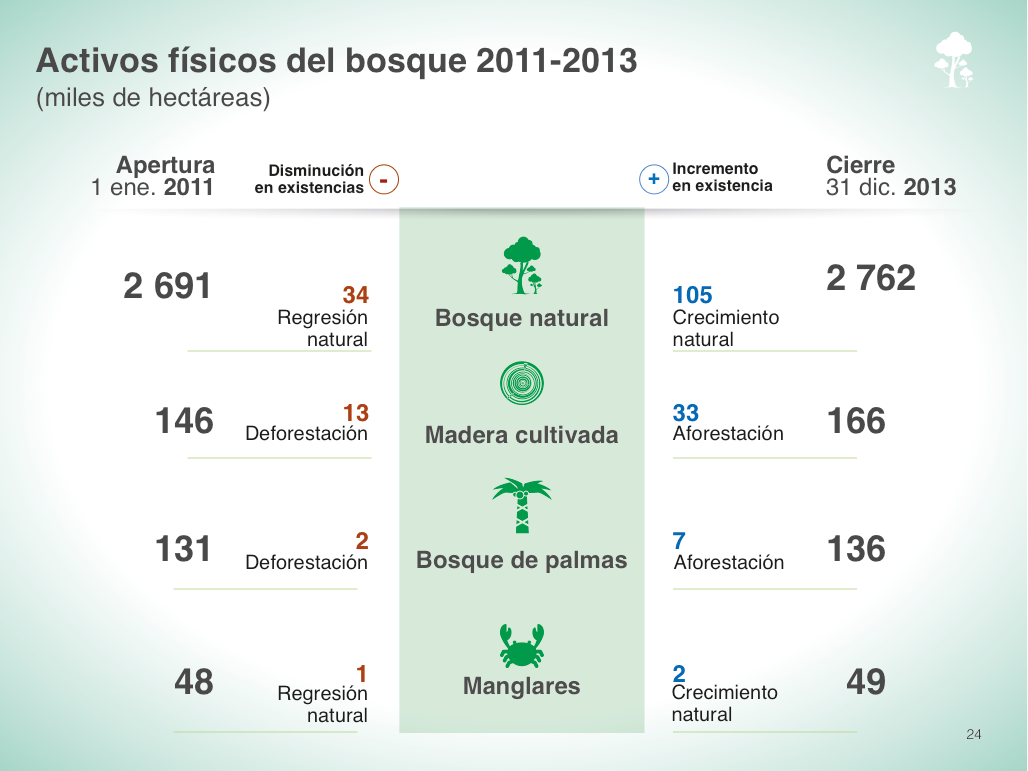 Activos físicos del bosque 2011-2013
(miles de hectáreas)
Apertura
1 ene. 2011
Disminución
en existencias
-
+
Incremento
en existencia
Cierre
31 dic. 2013
2 691
34
Regresión
natural
Bosque natural
105
Crecimiento
natural
2 762
146
13
Deforestación
Madera cultivada
33
Aforestación
166
131
2
Deforestación
Bosque de palmas
7
Aforestación
136
48
1
Regresión
natural
Manglares
2
Crecimiento
natural
49
24